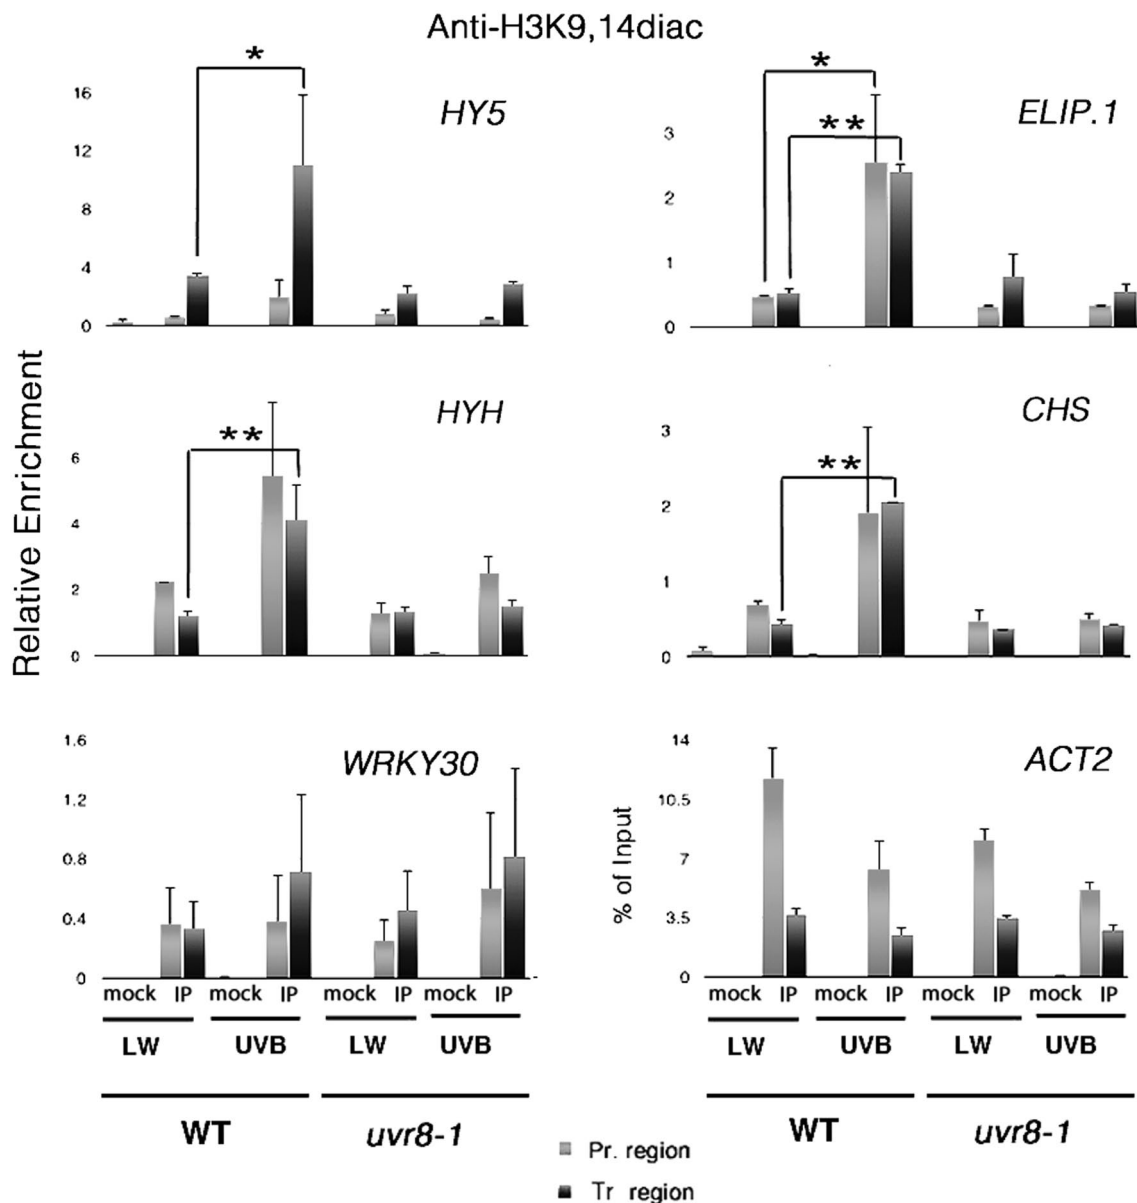 Anti-H3K9,14diac
Relative Enrichment
*
HY5
16
12
8
4
0
*
**
ELIP.1
3
2
1
0
**
HYH
6
4
2
0
**
CHS
3
2
1
0
WRKY30
1.6
1.2
0.8
0.4
0
mock IP mock IP mock IP mock IP
LW UVB LW UVB
WT uvr8-1
ACT2
% of Input
14
10.5
7
3.5
0
mock IP mock IP mock IP mock IP
LW UVB LW UVB
WT uvr8-1
Pr. region
Tr region